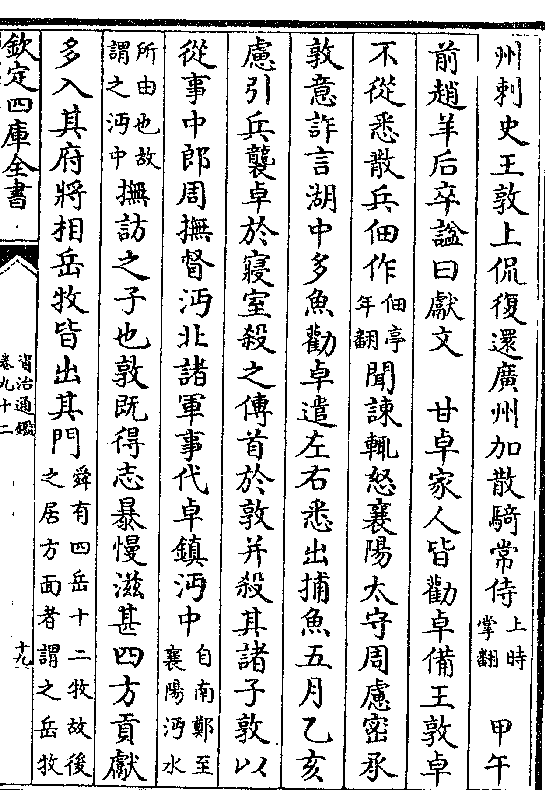 州刺史王敦上侃復還廣州加散騎常侍上時掌翻 甲午
前趙羊后卒諡曰獻文 甘卓家人皆勸卓備王敦卓
不從悉散兵佃作佃亭年翻聞諫輒怒襄陽太守周慮密承
敦意詐言湖中多魚勸卓遣左右悉出捕魚五月乙亥
慮引兵襲卓於寢室殺之傳首於敦并殺其諸子敦以
從事中郎周撫督沔北諸軍事代卓鎮沔中自南鄭至襄陽沔水
所由也故謂之沔中撫訪之子也敦既得志暴慢滋甚四方貢獻
多入其府將相岳牧皆出其門舜有四岳十二牧故後之居方面者謂之岳牧
欽定四庫全書
資治通鑑
卷九十二
十九